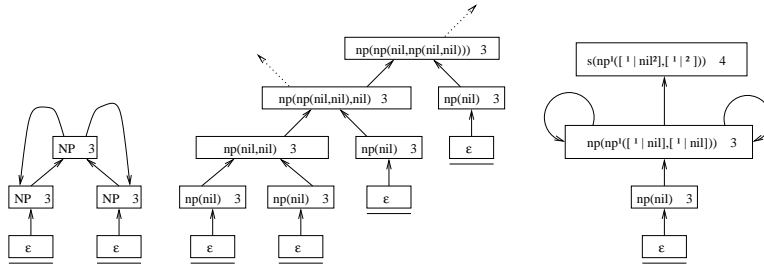 np(np(nil,np(nil,nil))) 3
s(np¹([ ¹ | nil²],[ ¹ | ² ])) 4
np(np(nil,nil),nil) 3
np(nil) 3
NP 3
np(nil,nil) 3
np(nil) 3
ε
np(np¹([ ¹ | nil],[ ¹ | nil])) 3
NP 3
NP 3
np(nil) 3
np(nil) 3
ε
np(nil) 3
ε
ε
ε
ε
ε